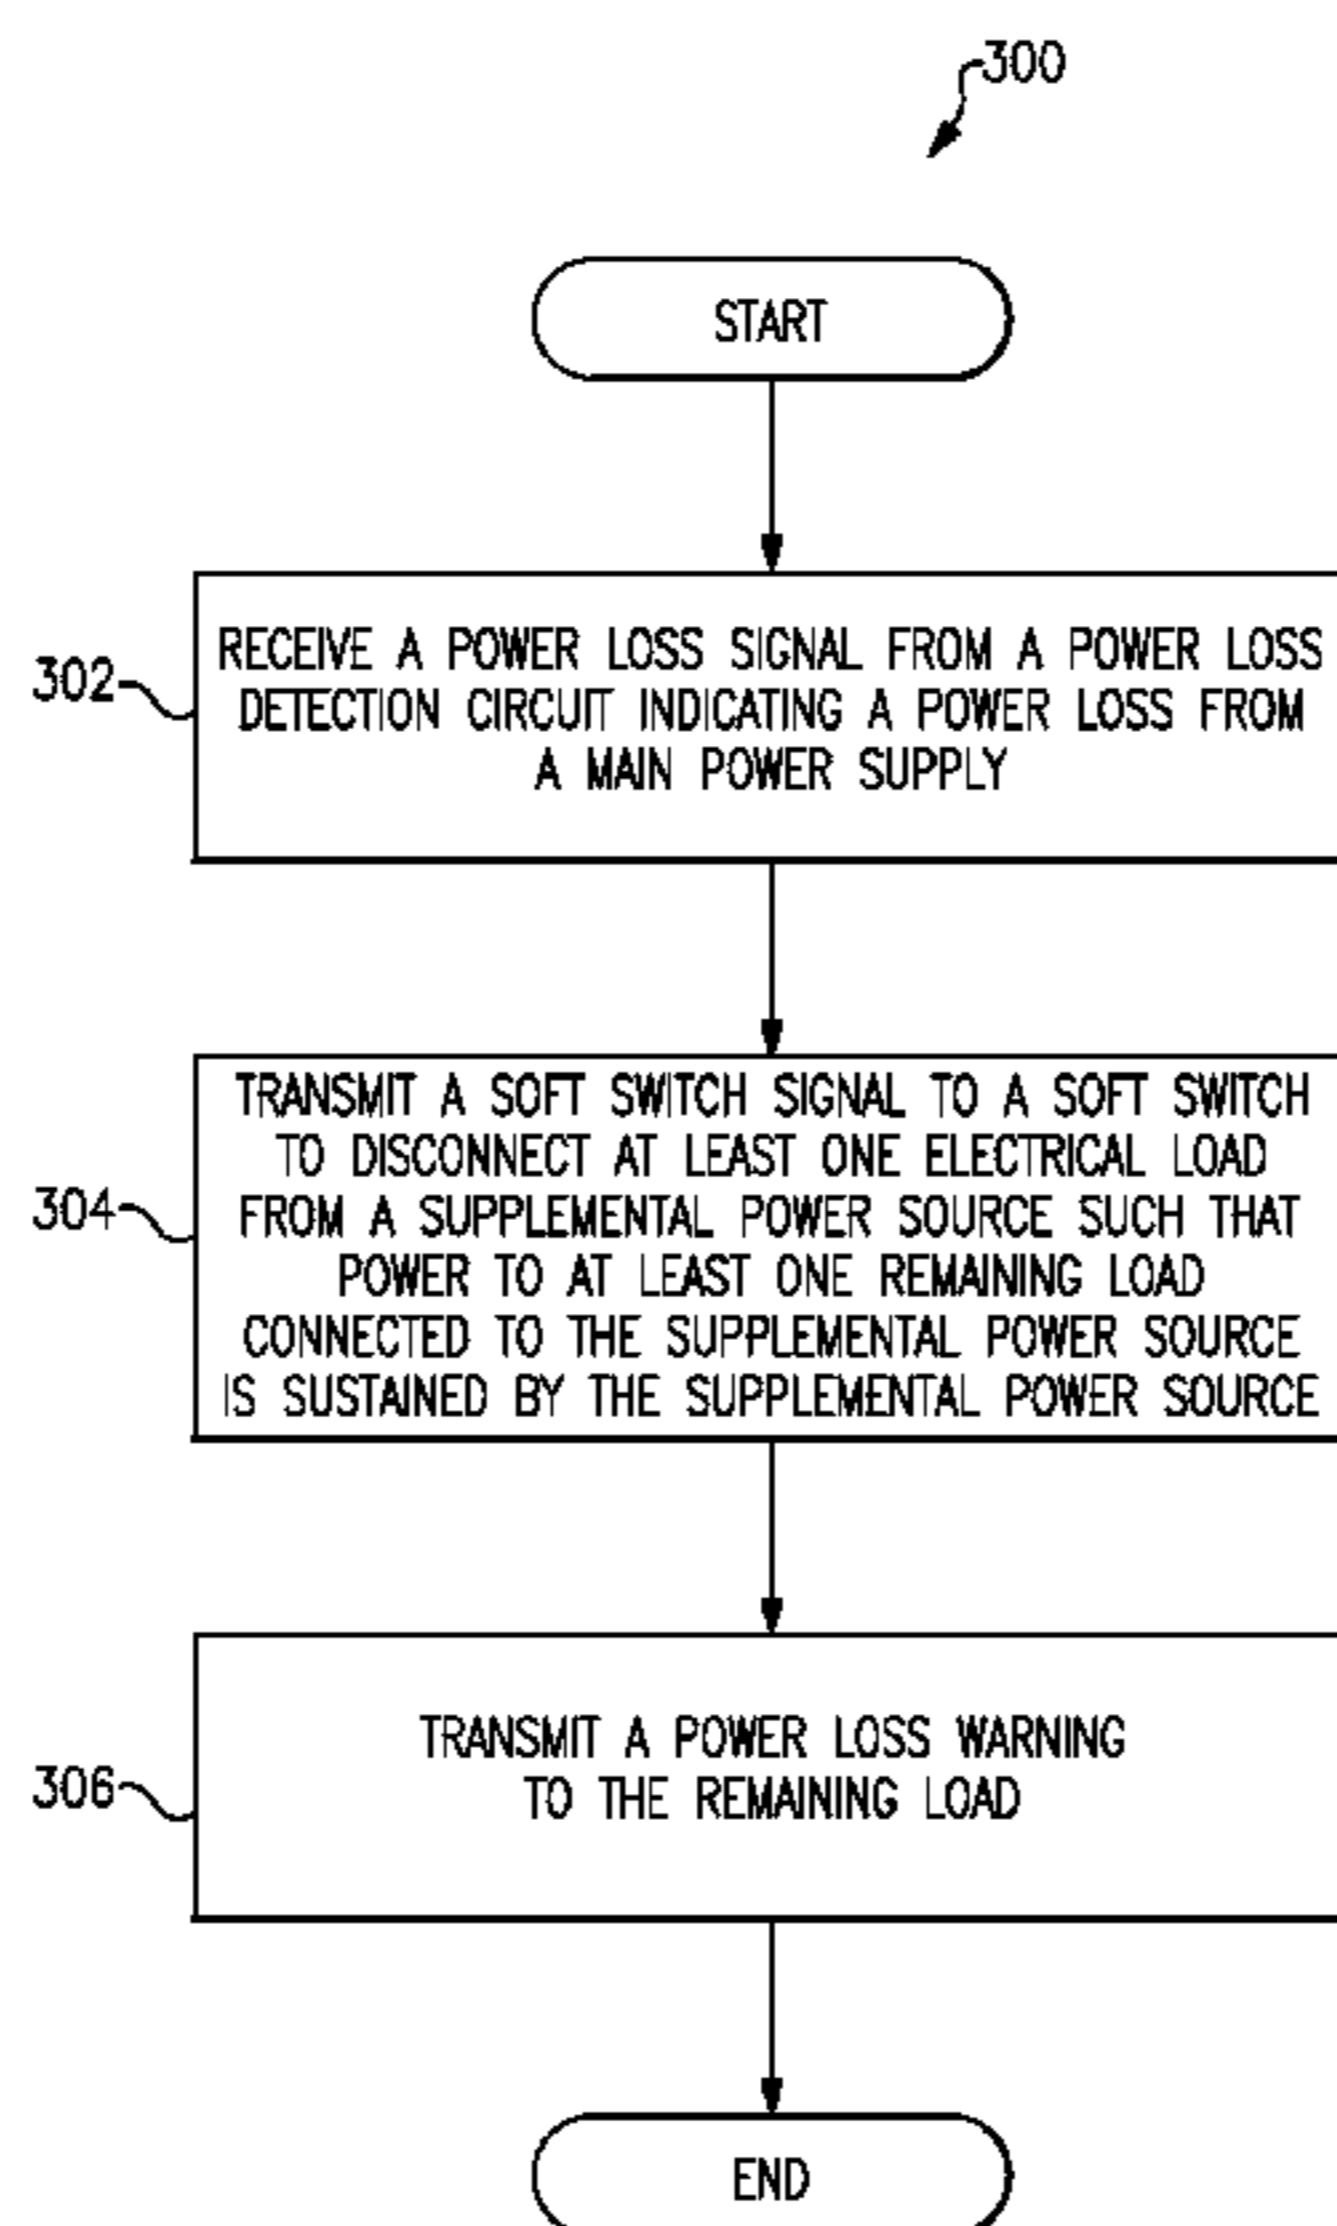 300
START
302
RECEIVE A POWER LOSS SIGNAL FROM A POWER LOSS
DETECTION CIRCUIT INDICATING A POWER LOSS FROM
A MAIN POWER SUPPLY
304
TRANSMIT A SOFT SWITCH SIGNAL TO A SOFT SWITCH
TO DISCONNECT AT LEAST ONE ELECTRICAL LOAD
FROM A SUPPLEMENTAL POWER SOURCE SUCH THAT
POWER TO AT LEAST ONE REMAINING LOAD
CONNECTED TO THE SUPPLEMENTAL POWER SOURCE
IS SUSTAINED BY THE SUPPLEMENTAL POWER SOURCE
306
TRANSMIT A POWER LOSS WARNING
TO THE REMAINING LOAD
END